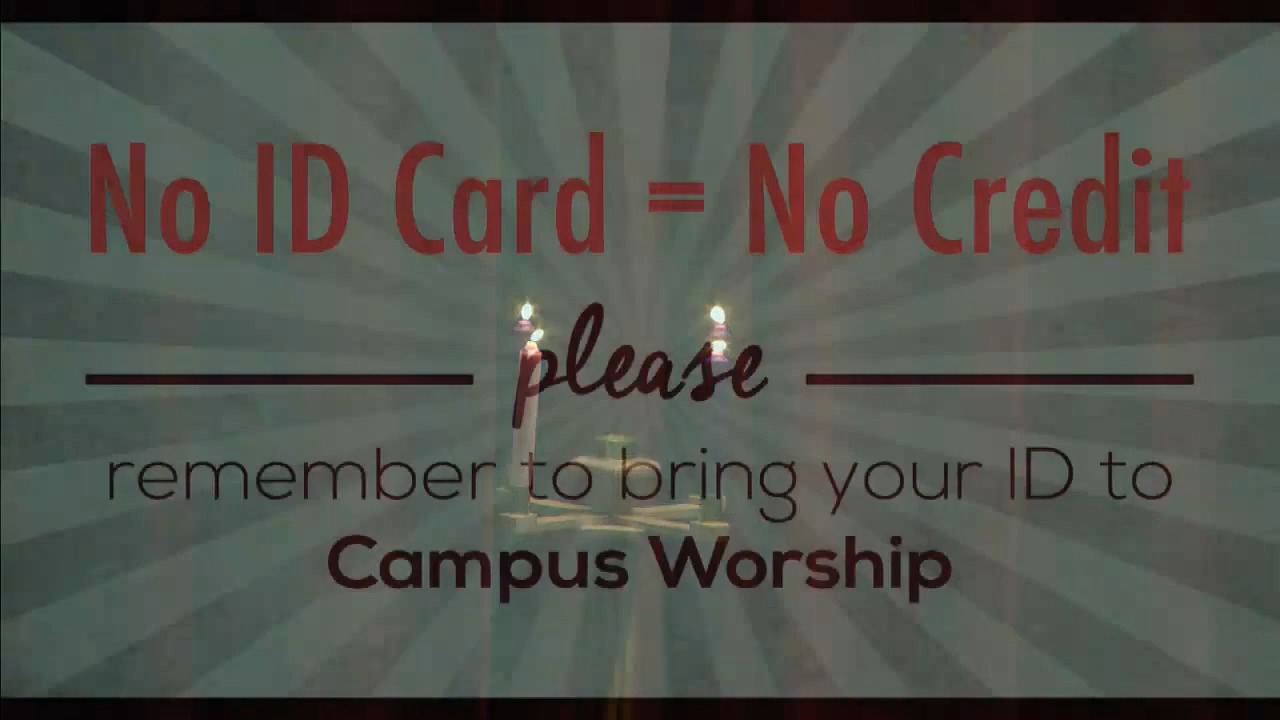 No ID Card = No Credit
please
remember to bring your ID to
Campus Worship